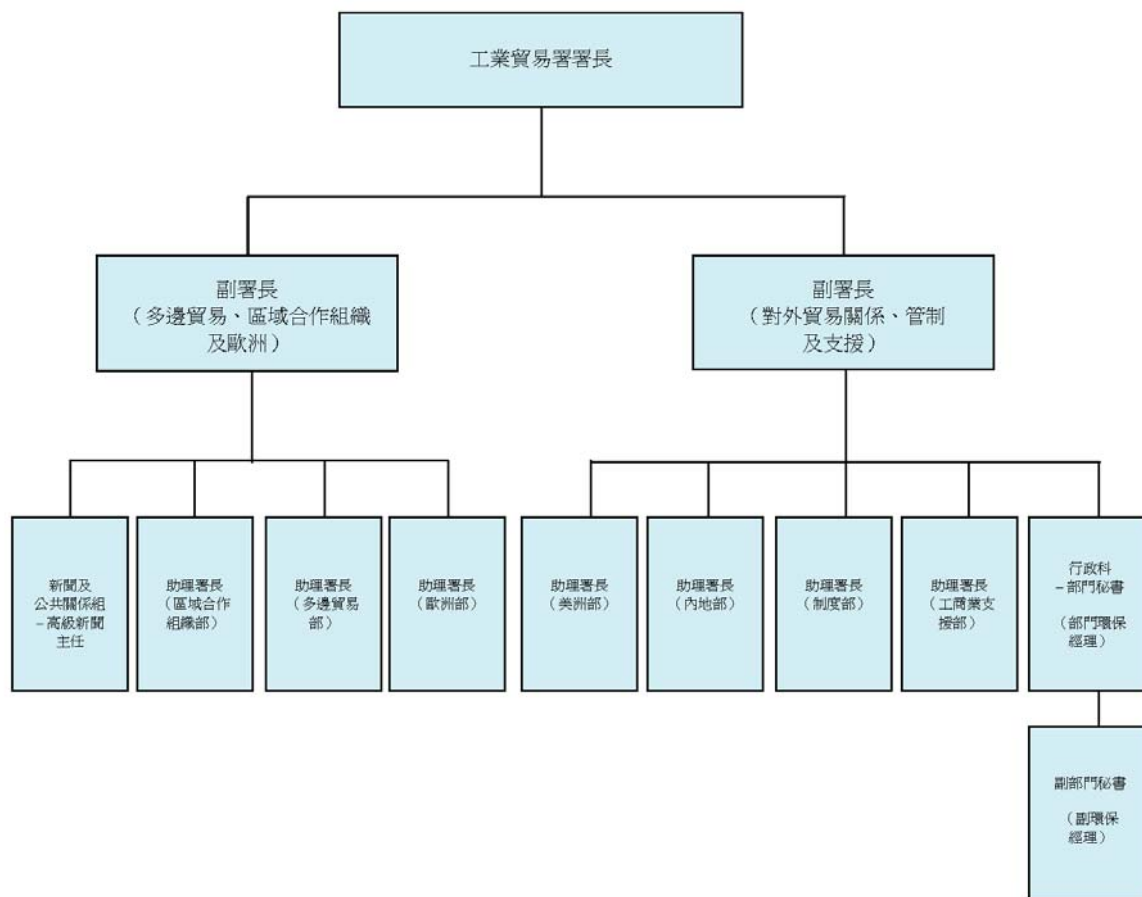 工業貿易署署長
副署長
（多邊貿易、區域合作組織
及歐洲）
副署長
（對外貿易關係、管制
及支援）
新聞及
公共關係組
–高級新聞
主任
助理署長
（區域合作
組織部）
助理署長
（多邊貿易
部）
助理署長
（歐洲部）
助理署長
（美洲部）
助理署長
（內地部）
助理署長
（制度部）
助理署長
（工商業支
援部）
行政科
–部門秘書
（部門環保
經理）
副部門秘書
（副環保
經理）